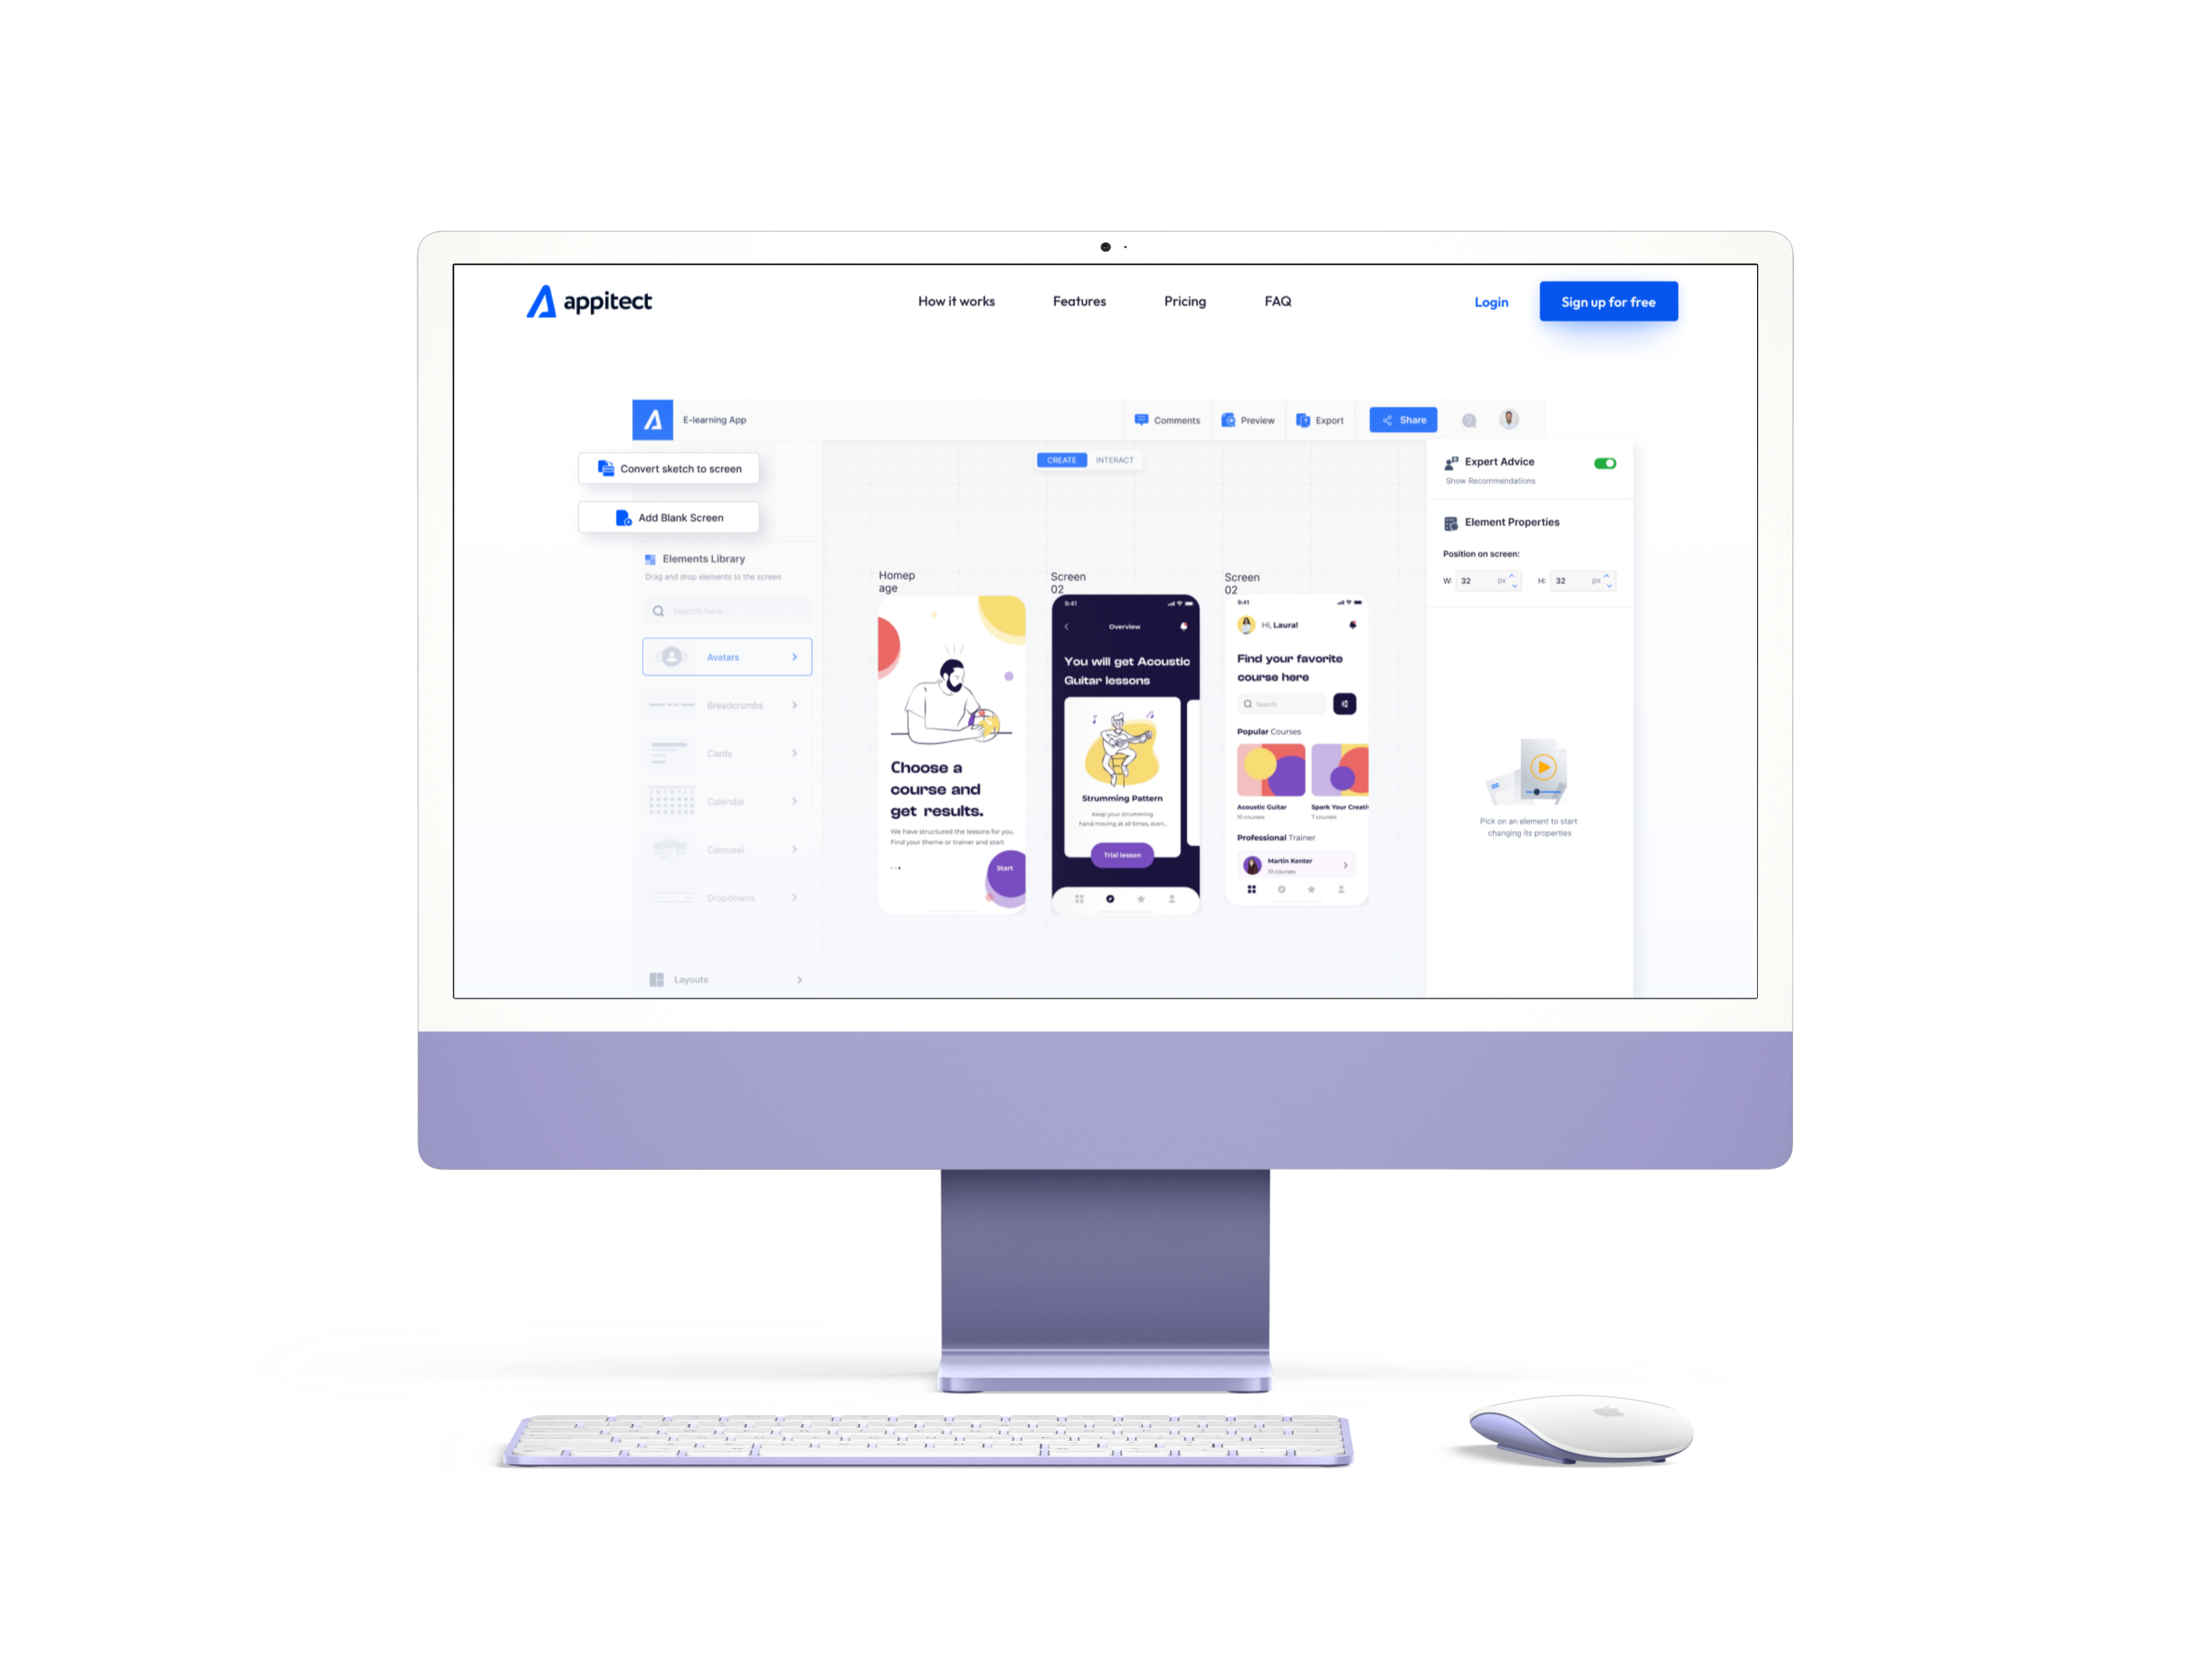 appitect
How it works
Features
Pricing
FAQ
Login
Sign up for free
E-learning App
Comments
Preview
Export
Share
Convert sketch to screen
Add Blank Screen
CREATE
INTERACT
Elements Library
Drag and drop elements to the screen
Search here...
Avatars
Breadcrumbs
Cards
Calendar
Carousel
Dropdowns
Layouts
Homep
age
Choose a
course and
get results.
We have structured the lessons for you.
Find your theme or trainer and start
Start
Screen
02
9:41
Overview
You will get Acoustic
Guitar lessons
Strumming Pattern
Keep your strumming
hand moving at all times, even...
Trial lesson
Screen
02
9:41
Hi, Laura!
Find your favorite
course here
Search
Popular Courses
Acoustic Guitar
10 courses
Spark Your Creati
7 courses
Professional Trainer
Martin Kenter
10 courses
Expert Advice
Show Recommendations
Element Properties
Position on screen:
W: 32 px
H: 32 px
Pick on an element to start
changing its properties